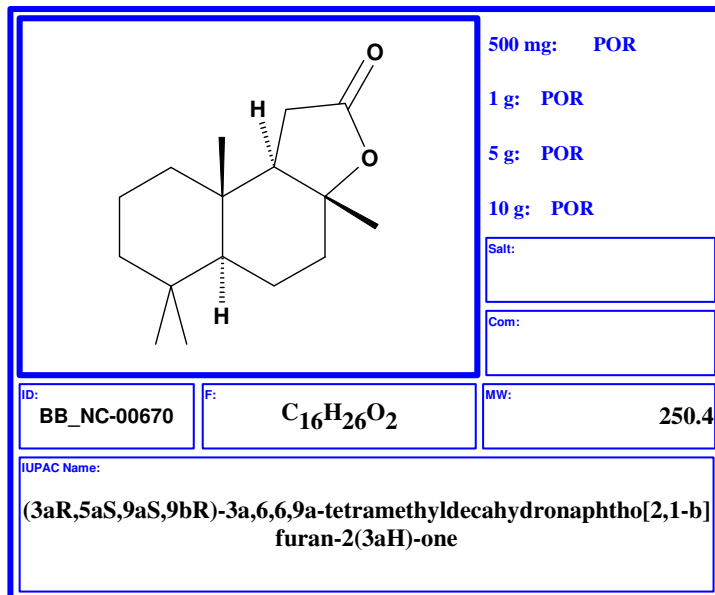 O
H
O
H
500 mg: POR
1 g: POR
5 g: POR
10 g: POR
Salt:
Com:
ID:
BB_NC-00670
F:
C16H26O2
MW:
250.4
IUPAC Name:
(3aR,5aS,9aS,9bR)-3a,6,6,9a-tetramethyldecahydronaphtho[2,1-b]
furan-2(3aH)-one